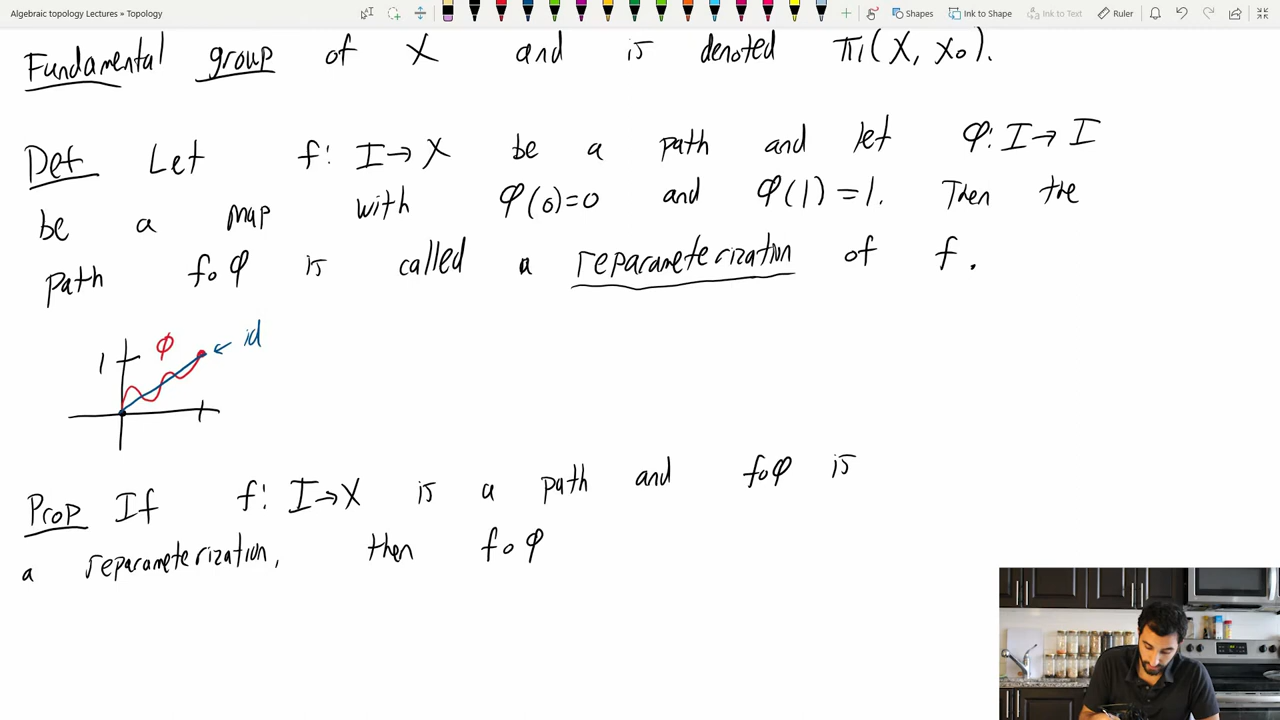 Algebraic topology Lectures – Topology
Shapes
Ink to Shape
Ink to Text
Ruler
Fundamental group of X and is denoted π1(X, x0).
Def Let f: I→X be a path and let φ: I→I
be a map with φ(0)=0 and φ(1)=1. Then the
path f∘φ is called a reparameterization of f.
φ
id
1
Prop If f: I→X is a path and f∘φ is
a reparameterization, then f∘φ